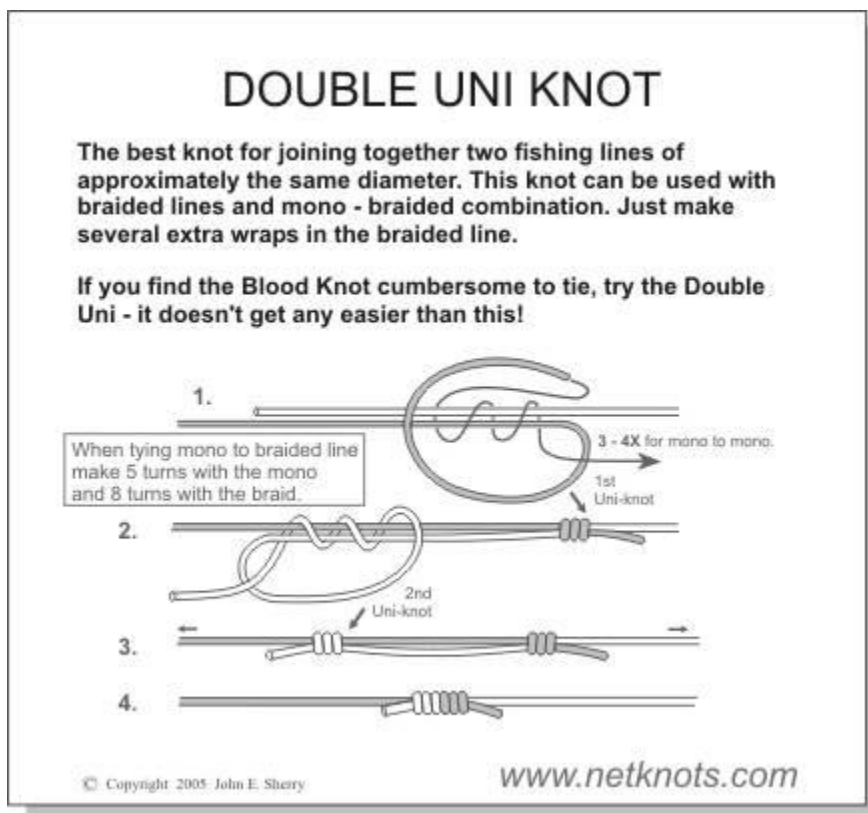 DOUBLE UNI KNOT
The best knot for joining together two fishing lines of
approximately the same diameter. This knot can be used with
braided lines and mono - braided combination. Just make
several extra wraps in the braided line.
If you find the Blood Knot cumbersome to tie, try the Double
Uni - it doesn't get any easier than this!
1.
3 - 4X for mono to mono.
When tying mono to braided line
make 5 turns with the mono
and 8 turns with the braid.
1st
Uni-knot
2.
2nd
Uni-knot
3.
4.
© Copyright 2005 John E. Sherry
www.netknots.com